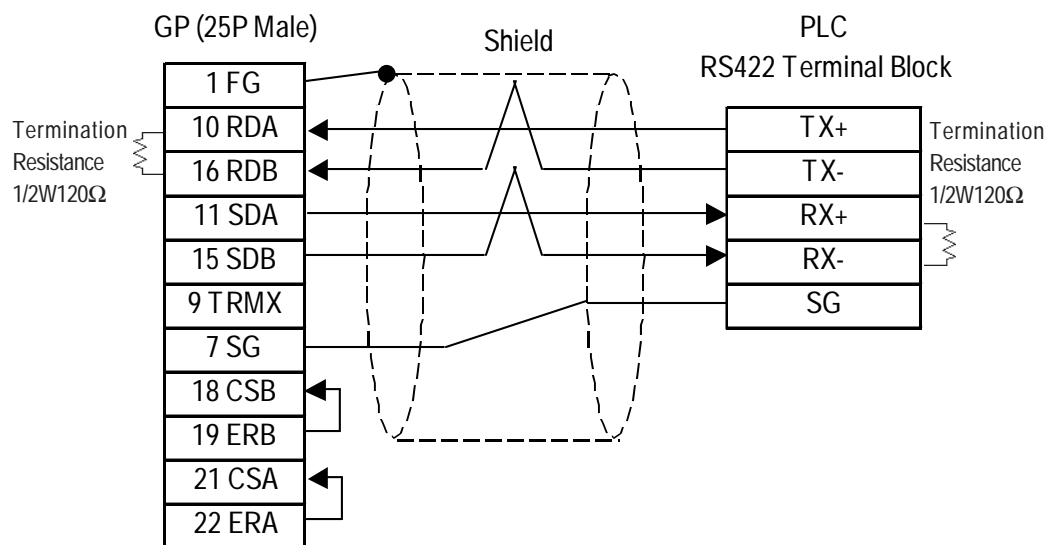 GP (25P Male)
Shield
PLC
RS422 Terminal Block
1 FG
10 RDA
16 RDB
11 SDA
15 SDB
9 TRMX
7 SG
18 CSB
19 ERB
21 CSA
22 ERA
Termination
Resistance
1/2W120Ω
TX+
TX-
RX+
RX-
SG
Termination
Resistance
1/2W120Ω